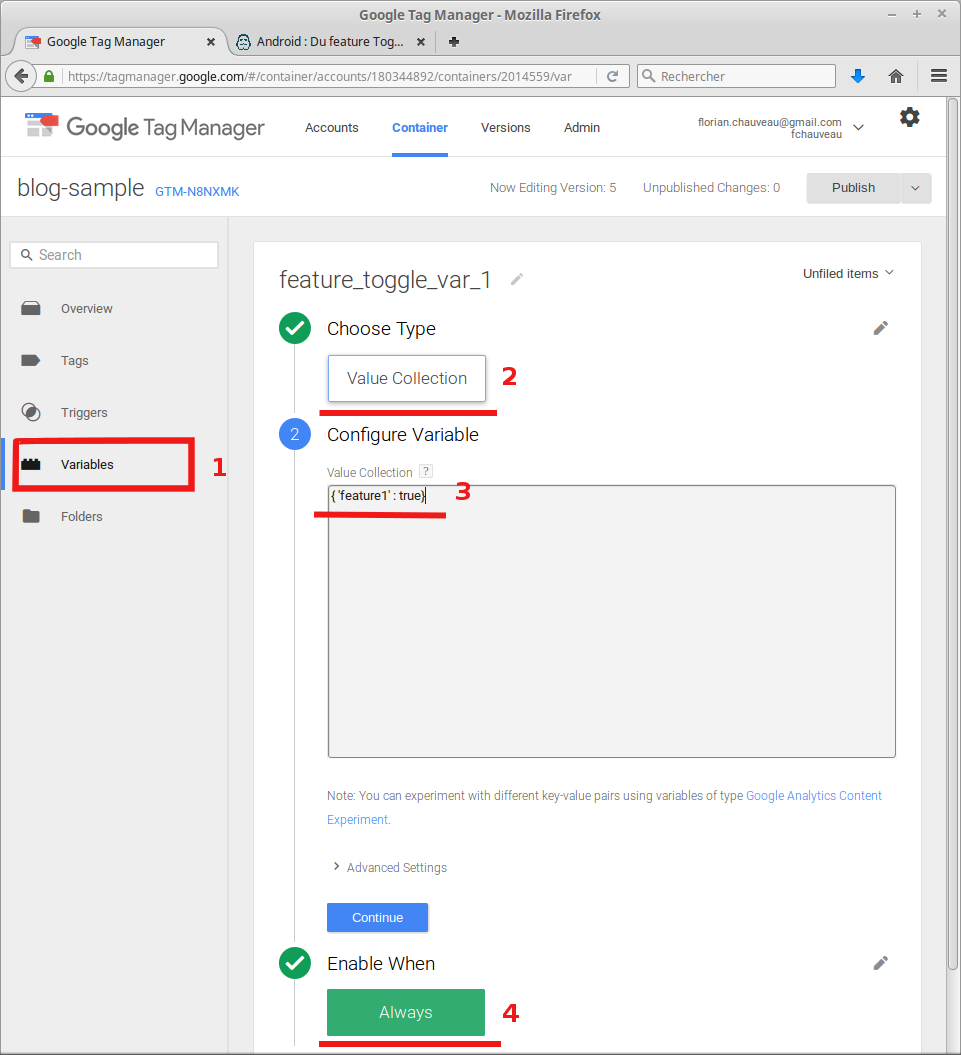 Google Tag Manager - Mozilla Firefox
Google Tag Manager
Android : Du feature Tog...
https://tagmanager.google.com/#/container/accounts/180344892/containers/2014559/var
Rechercher
Google Tag Manager
Accounts
Container
Versions
Admin
florian.chauveau@gmail.com
fchauveau
blog-sample GTM-N8NXMK
Now Editing Version: 5
Unpublished Changes: 0
Publish
Search
Overview
Tags
Triggers
Variables
1
Folders
feature_toggle_var_1
Unfiled items
Choose Type
Value Collection
2
2
Configure Variable
Value Collection ?
{ 'feature1' : true}
3
Note: You can experiment with different key-value pairs using variables of type Google Analytics Content
Experiment.
Advanced Settings
Continue
Enable When
Always
4